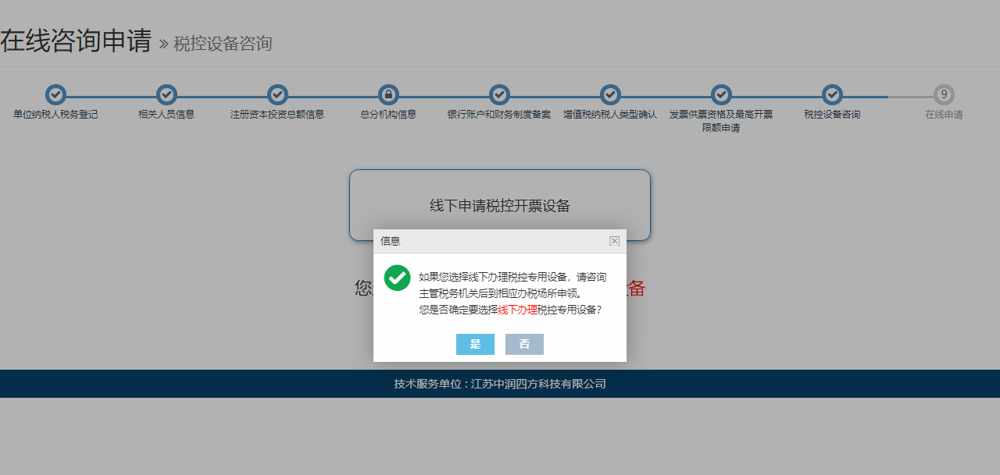 在线咨询申请 » 税控设备咨询
9
单位纳税人税务登记
相关人员信息
注册资本投资总额信息
总分机构信息
银行账户和财务制度备案
增值税纳税人类型确认
发票供票资格及最高开票
限额申请
税控设备咨询
在线申请
线下申请税控开票设备
信息
您
备
如果您选择线下办理税控专用设备，请咨询
主管税务机关后到相应办税场所申领。
您是否确定要选择线下办理税控专用设备？
是
否
技术服务单位 : 江苏中润四方科技有限公司